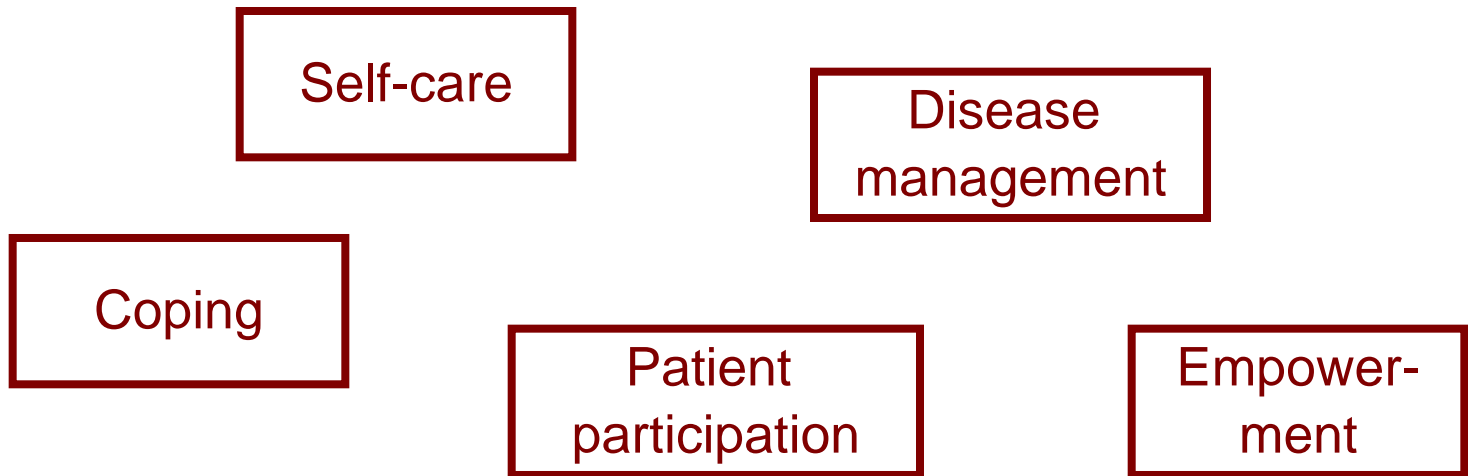 Self-care
Disease
management
Coping
Patient
participation
Empower-
ment